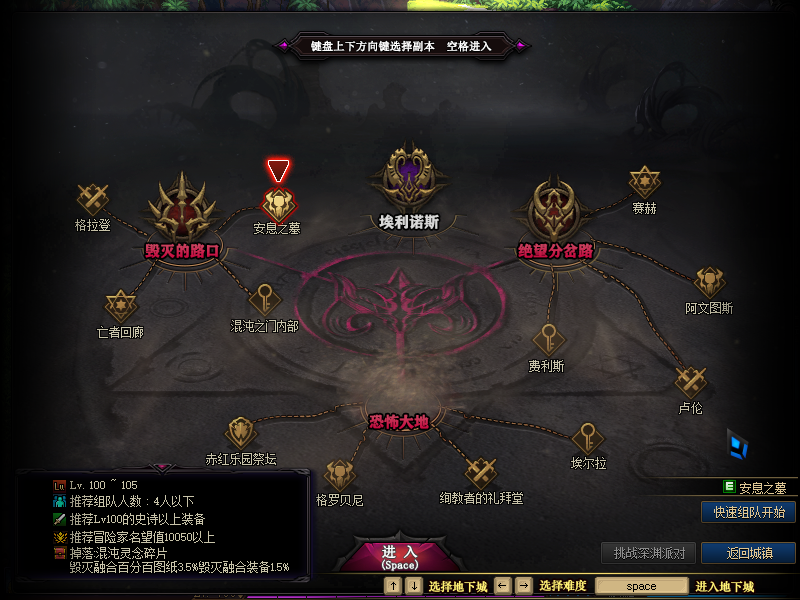 键盘上下方向键选择副本 空格进入
埃利诺斯
格拉登
毁灭的路口
安息之墓
绝望分岔路
赛赫
亡者回廊
混沌之门内部
费利斯
阿文图斯
卢伦
恐怖大地
赤红乐园祭坛
格罗贝尼
绚教者的礼拜堂
埃尔拉
Lv. 100 ~ 105
推荐组队人数：4人以下
推荐Lv100的史诗以上装备
推荐冒险家名望值10050以上
掉落:混沌灵念碎片
毁灭融合百分百图纸3.5%毁灭融合装备1.5%
E 安息之墓
快速组队开始
挑战深渊派对
返回城镇
进 入
(Space)
↑ ↓ 选择地下城 ← → 选择难度 space 进入地下城